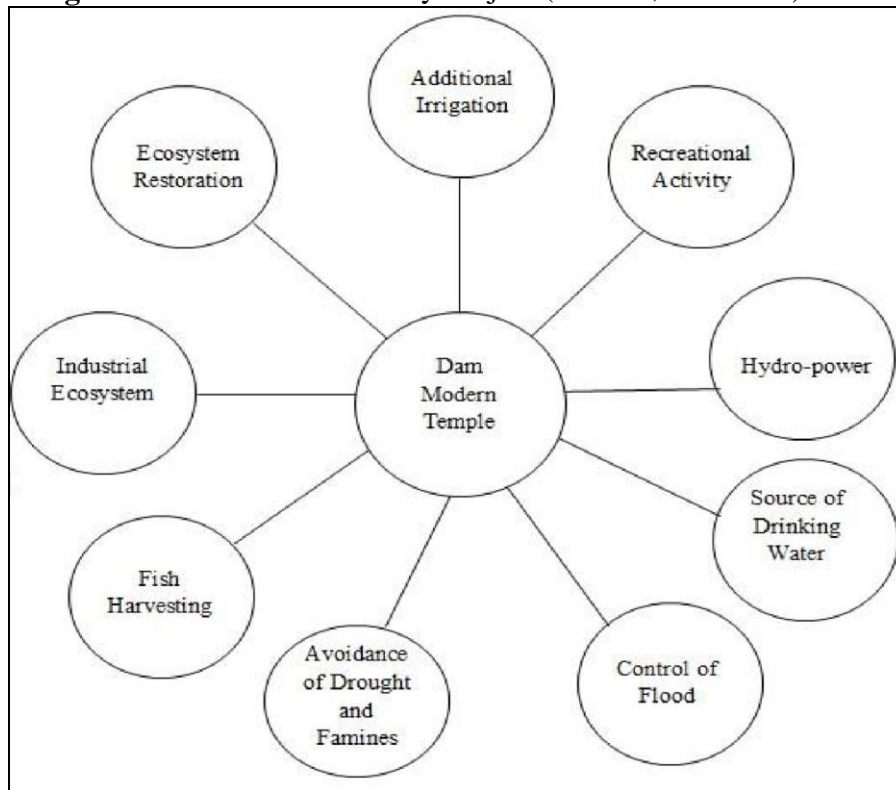 Additional
Irrigation
Recreational
Activity
Ecosystem
Restoration
Hydro-power
Industrial
Ecosystem
Dam
Modern
Temple
Source of
Drinking
Water
Fish
Harvesting
Control of
Flood
Avoidance
of Drought
and
Famines